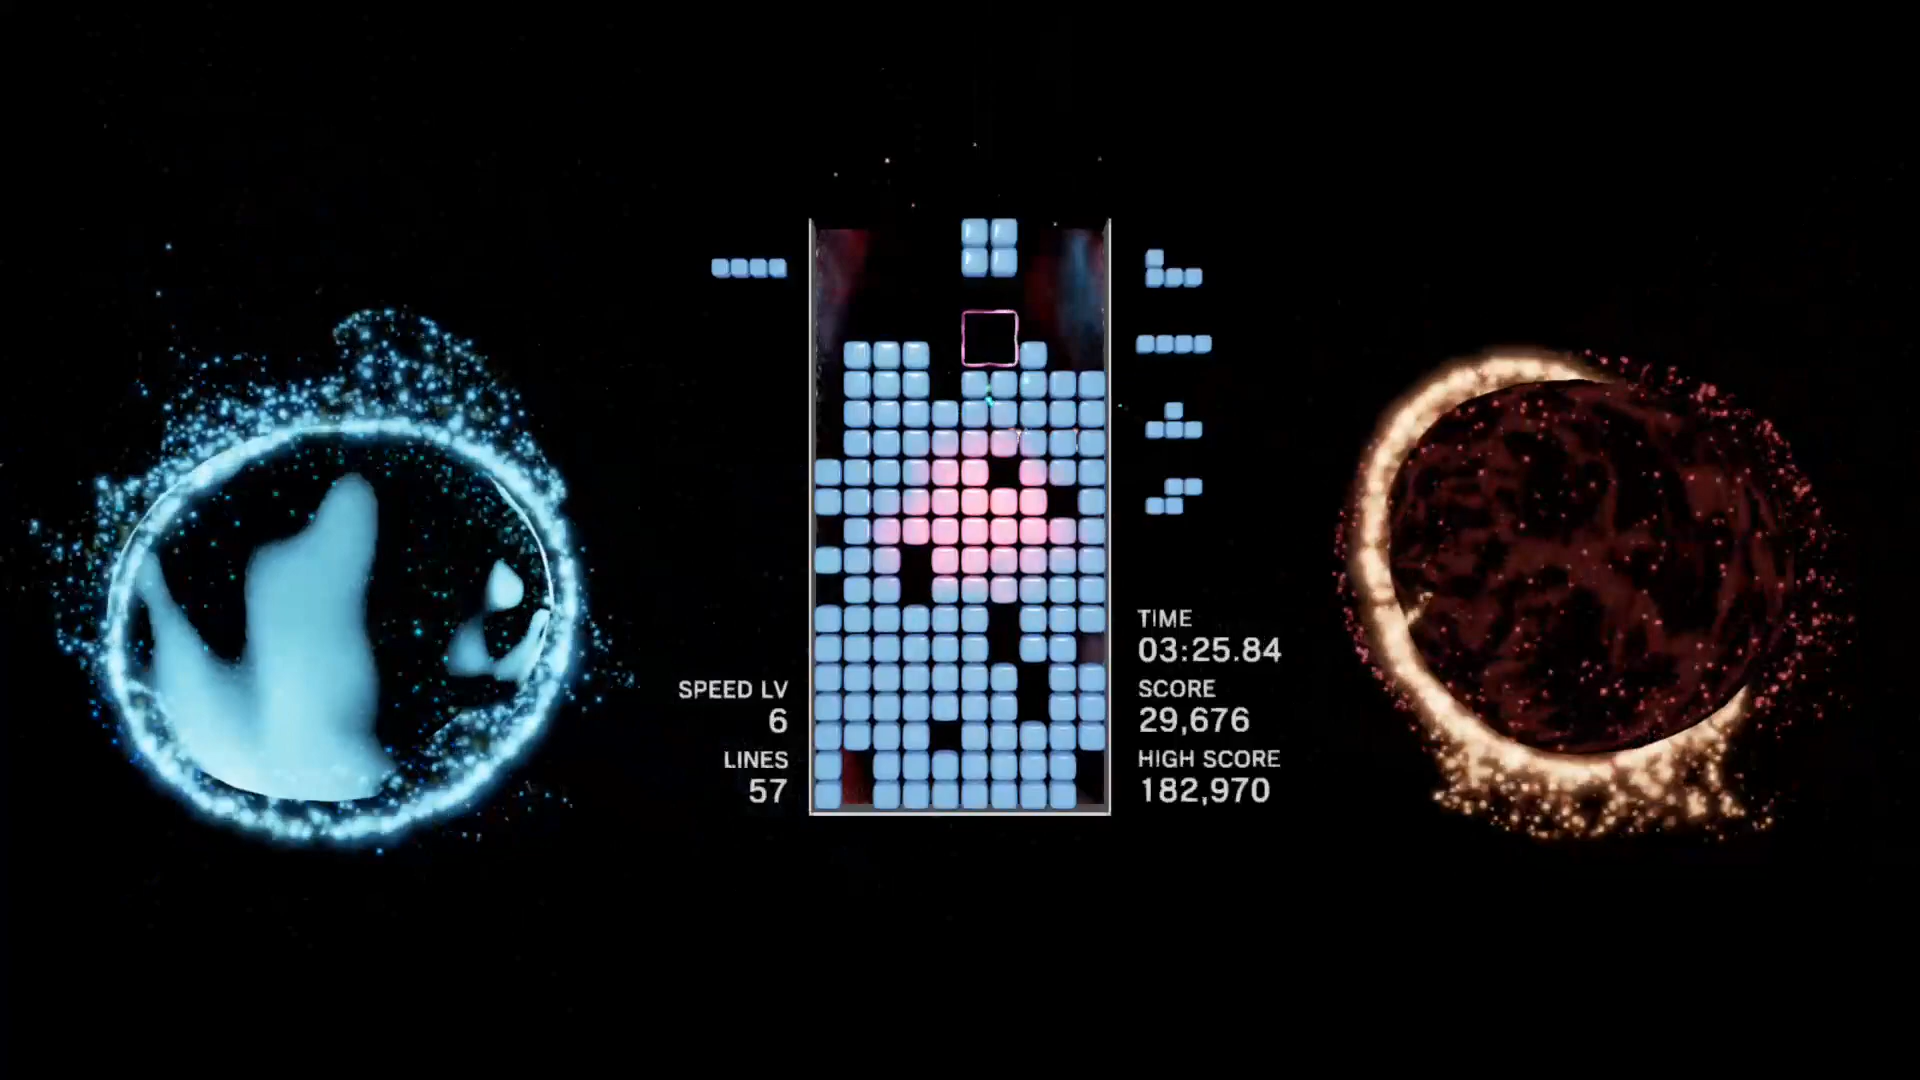 SPEED LV
6
LINES
57
TIME
03:25.84
SCORE
29,676
HIGH SCORE
182,970